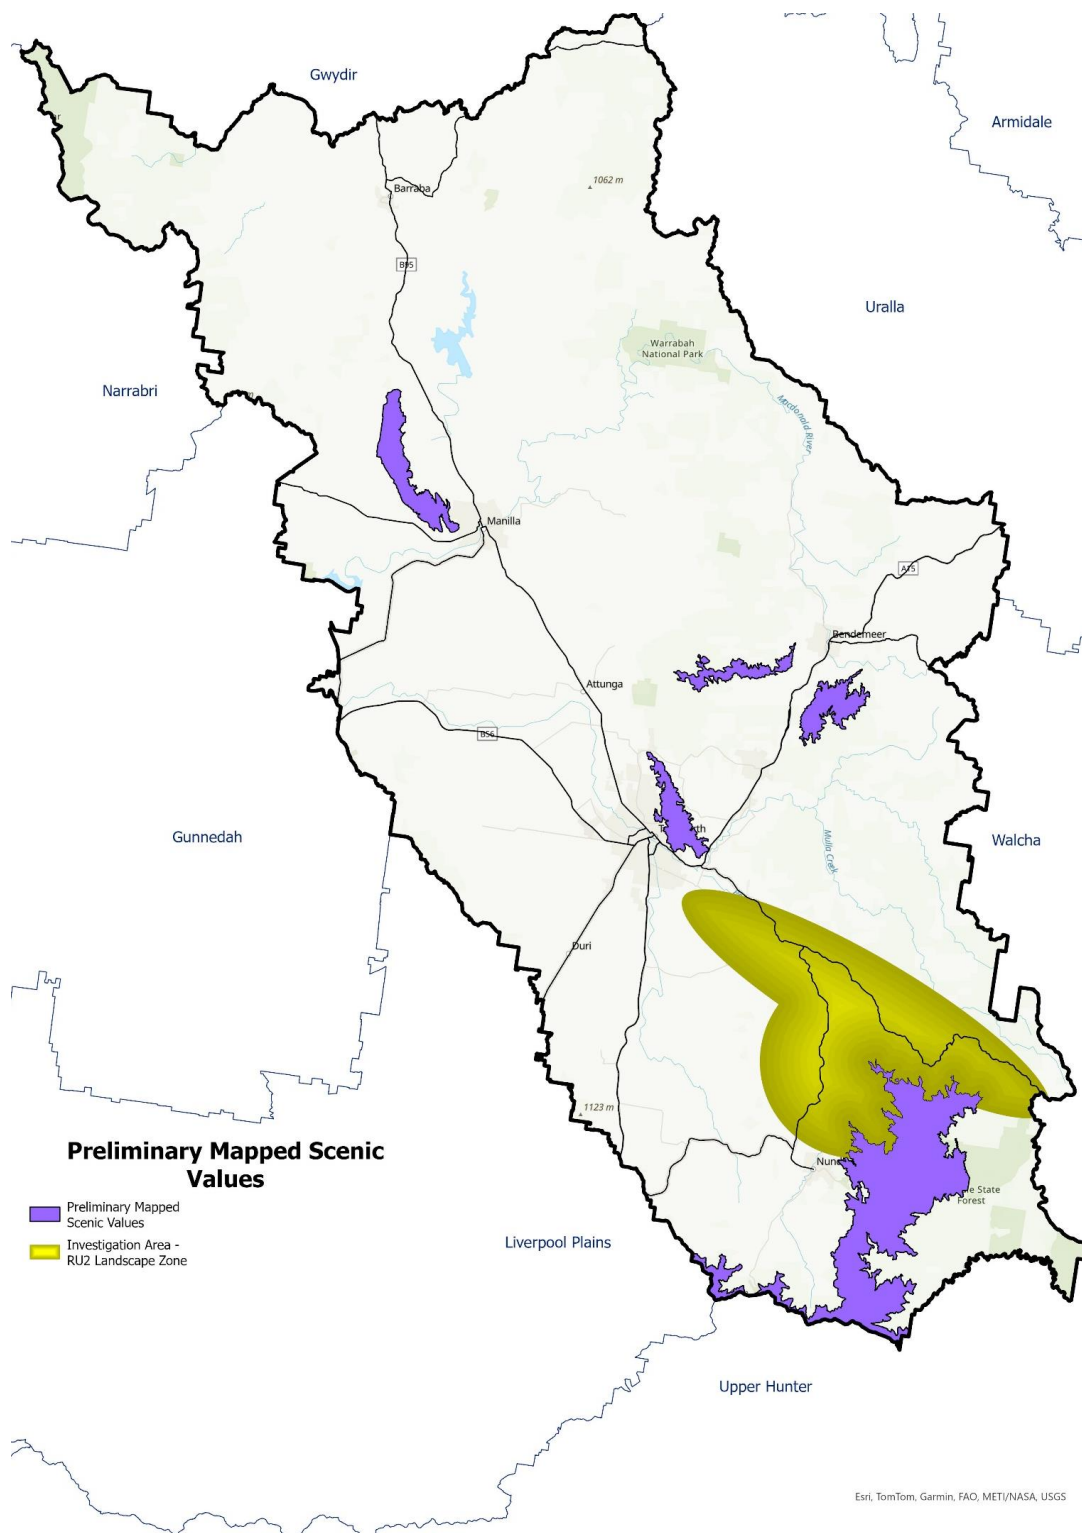 Gwydir
Armidale
Barraba
1062 m
B95
Uralla
Warrabah
National Park
Narrabri
Macdonald River
Manilla
A15
Bendemeer
Attunga
B56
Gunnedah
Mulla Creek
Walcha
Duri
1123 m
Preliminary Mapped Scenic
Values
Preliminary Mapped
Scenic Values
Investigation Area -
RU2 Landscape Zone
State
Forest
Liverpool Plains
Upper Hunter
Esri, TomTom, Garmin, FAO, METI/NASA, USGS